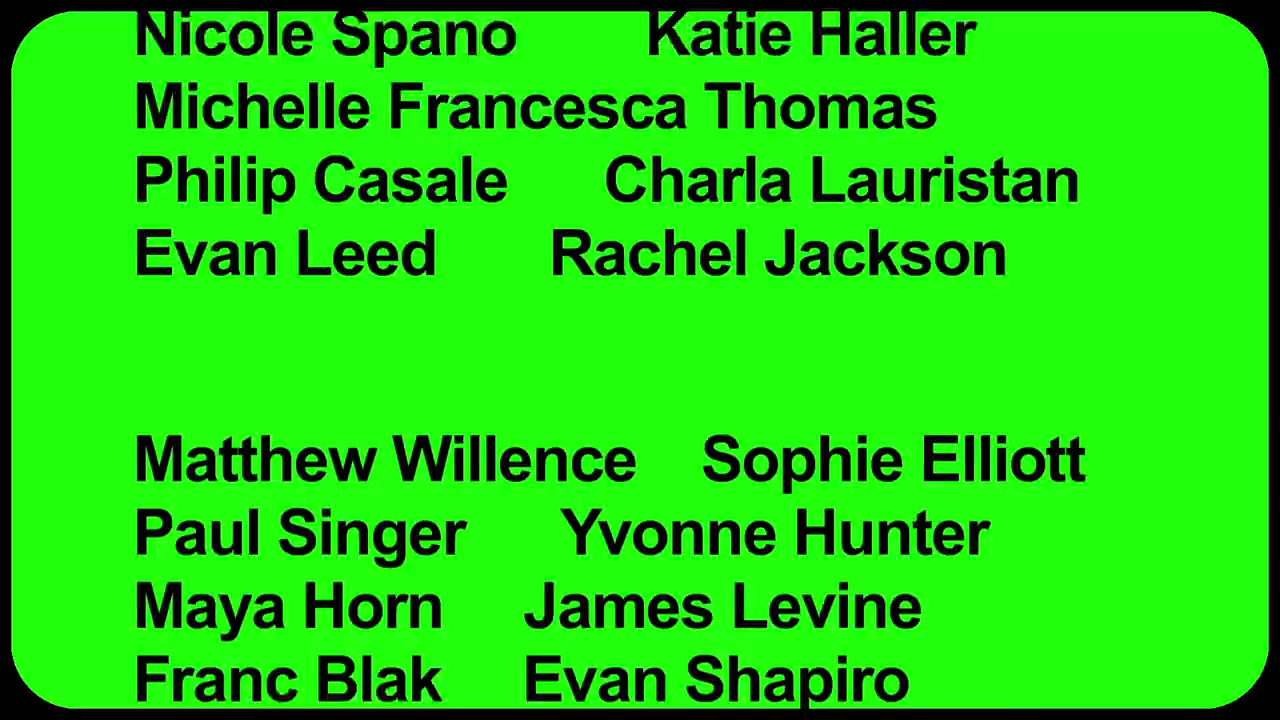 Nicole Spano Katie Haller
Michelle Francesca Thomas
Philip Casale Charla Lauristan
Evan Leed Rachel Jackson
Matthew Willence Sophie Elliott
Paul Singer Yvonne Hunter
Maya Horn James Levine
Franc Blak Evan Shapiro